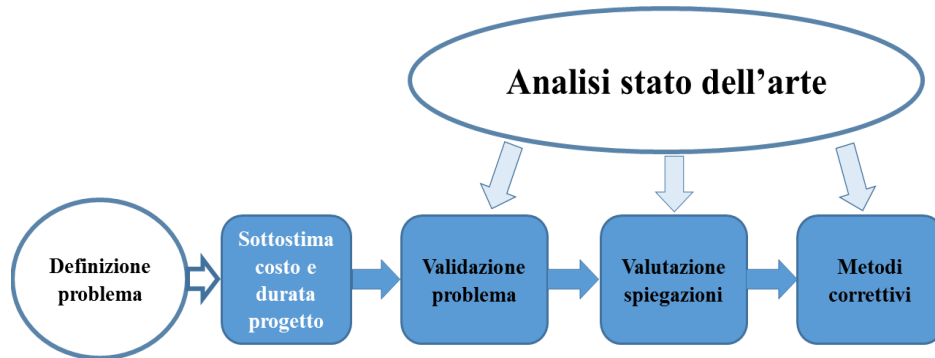 Analisi stato dell’arte
Definizione
problema
Sottostima
costo e
durata
progetto
Validazione
problema
Valutazione
spiegazioni
Metodi
correttivi